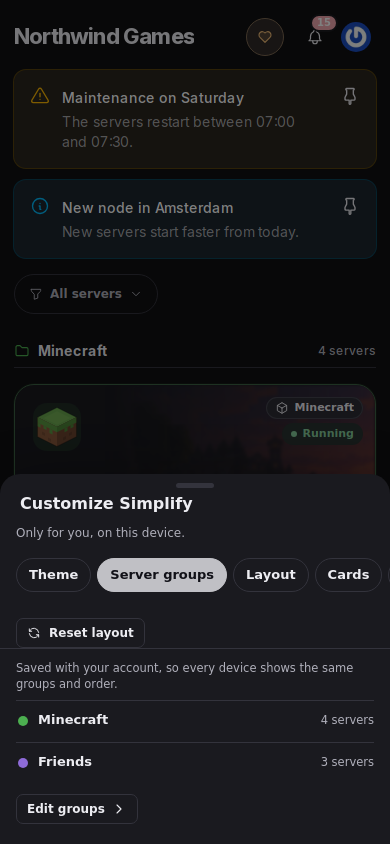 Northwind Games
15
Maintenance on Saturday
The servers restart between 07:00
and 07:30.
New node in Amsterdam
New servers start faster from today.
All servers
Minecraft
4 servers
Minecraft
Running
Customize Simplify
Only for you, on this device.
Theme
Server groups
Layout
Cards
Reset layout
Saved with your account, so every device shows the same
groups and order.
Minecraft
4 servers
Friends
3 servers
Edit groups